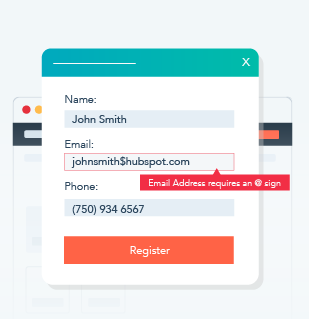 X
Name:
John Smith
Email:
johnsmith$hubspot.com
Email Address requires an @ sign
Phone:
(750) 934 6567
Register